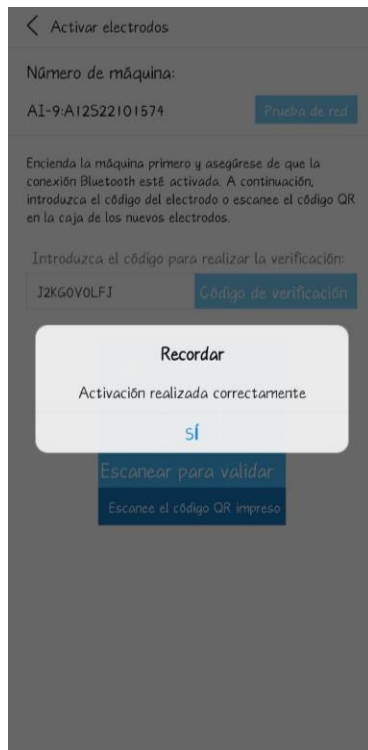 Activar electrodos
Número de máquina:
AI-9:A12S22101574
Prueba de red
Encienda la máquina primero y asegúrese de que la
conexión Bluetooth esté activada. A continuación,
introduzca el código del electrodo o escanee el código QR
en la caja de los nuevos electrodos.
Introduzca el código para realizar la verificación:
J2KGOVOLFJ
Código de verificación
Recordar
Activación realizada correctamente
SÍ
Escanear para validar
Escanee el código QR impreso